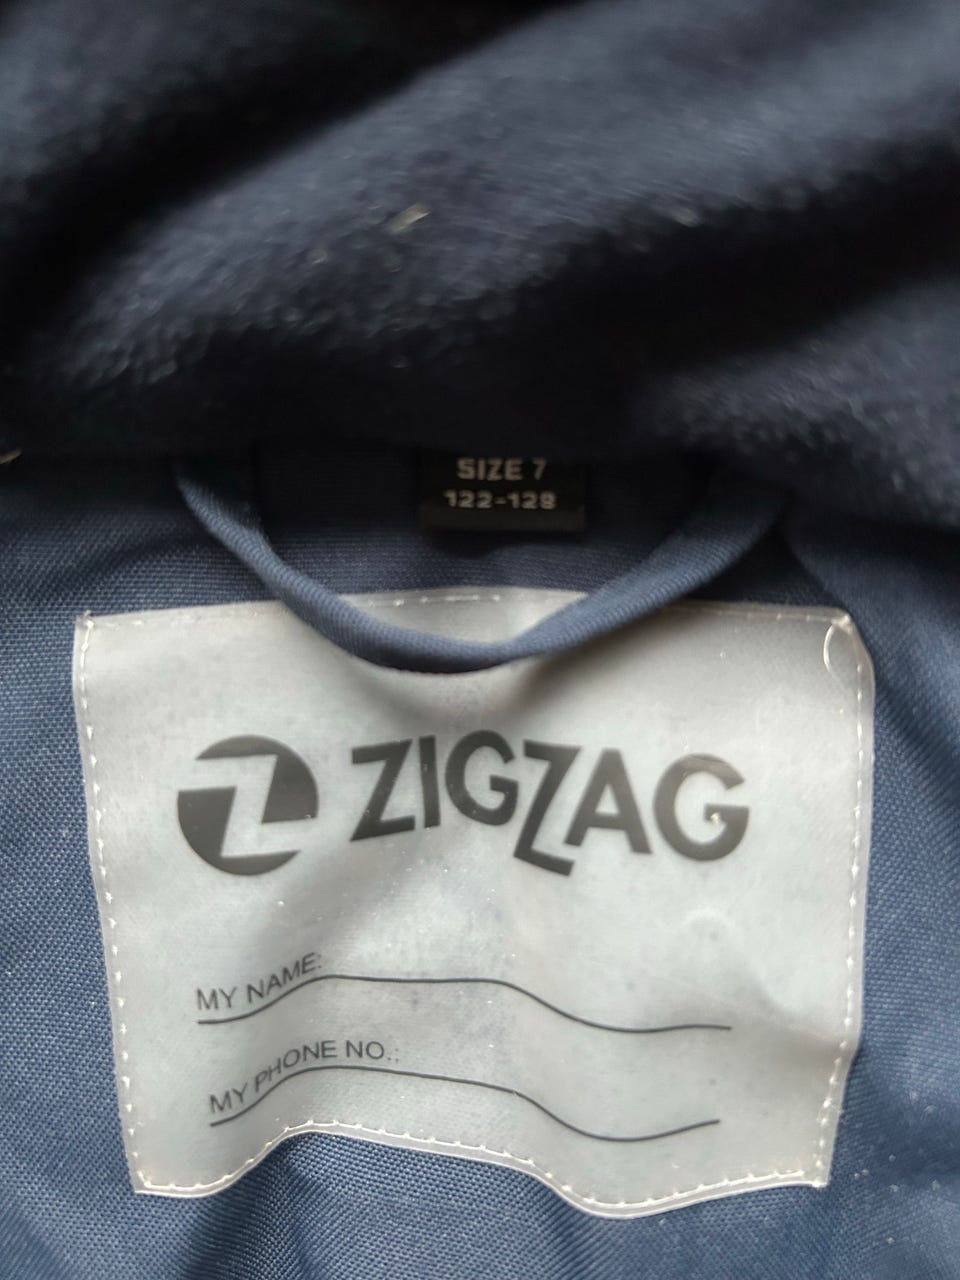 SIZE 7
122-128
Z ZIGZAG
MY NAME:
MY PHONE NO.: